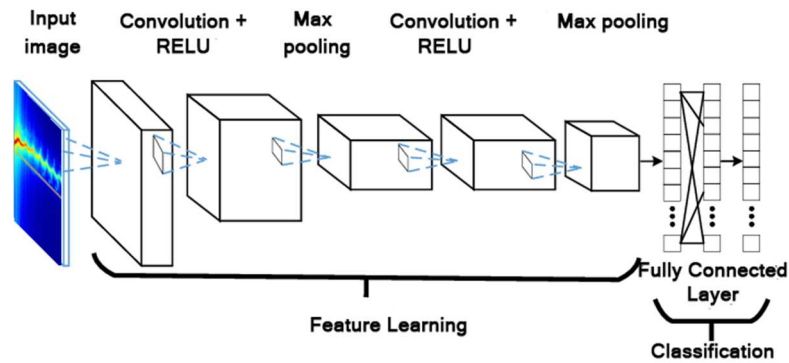 Input
image
Convolution +
RELU
Max
pooling
Convolution +
RELU
Max pooling
Fully Connected
Layer
Feature Learning
Classification